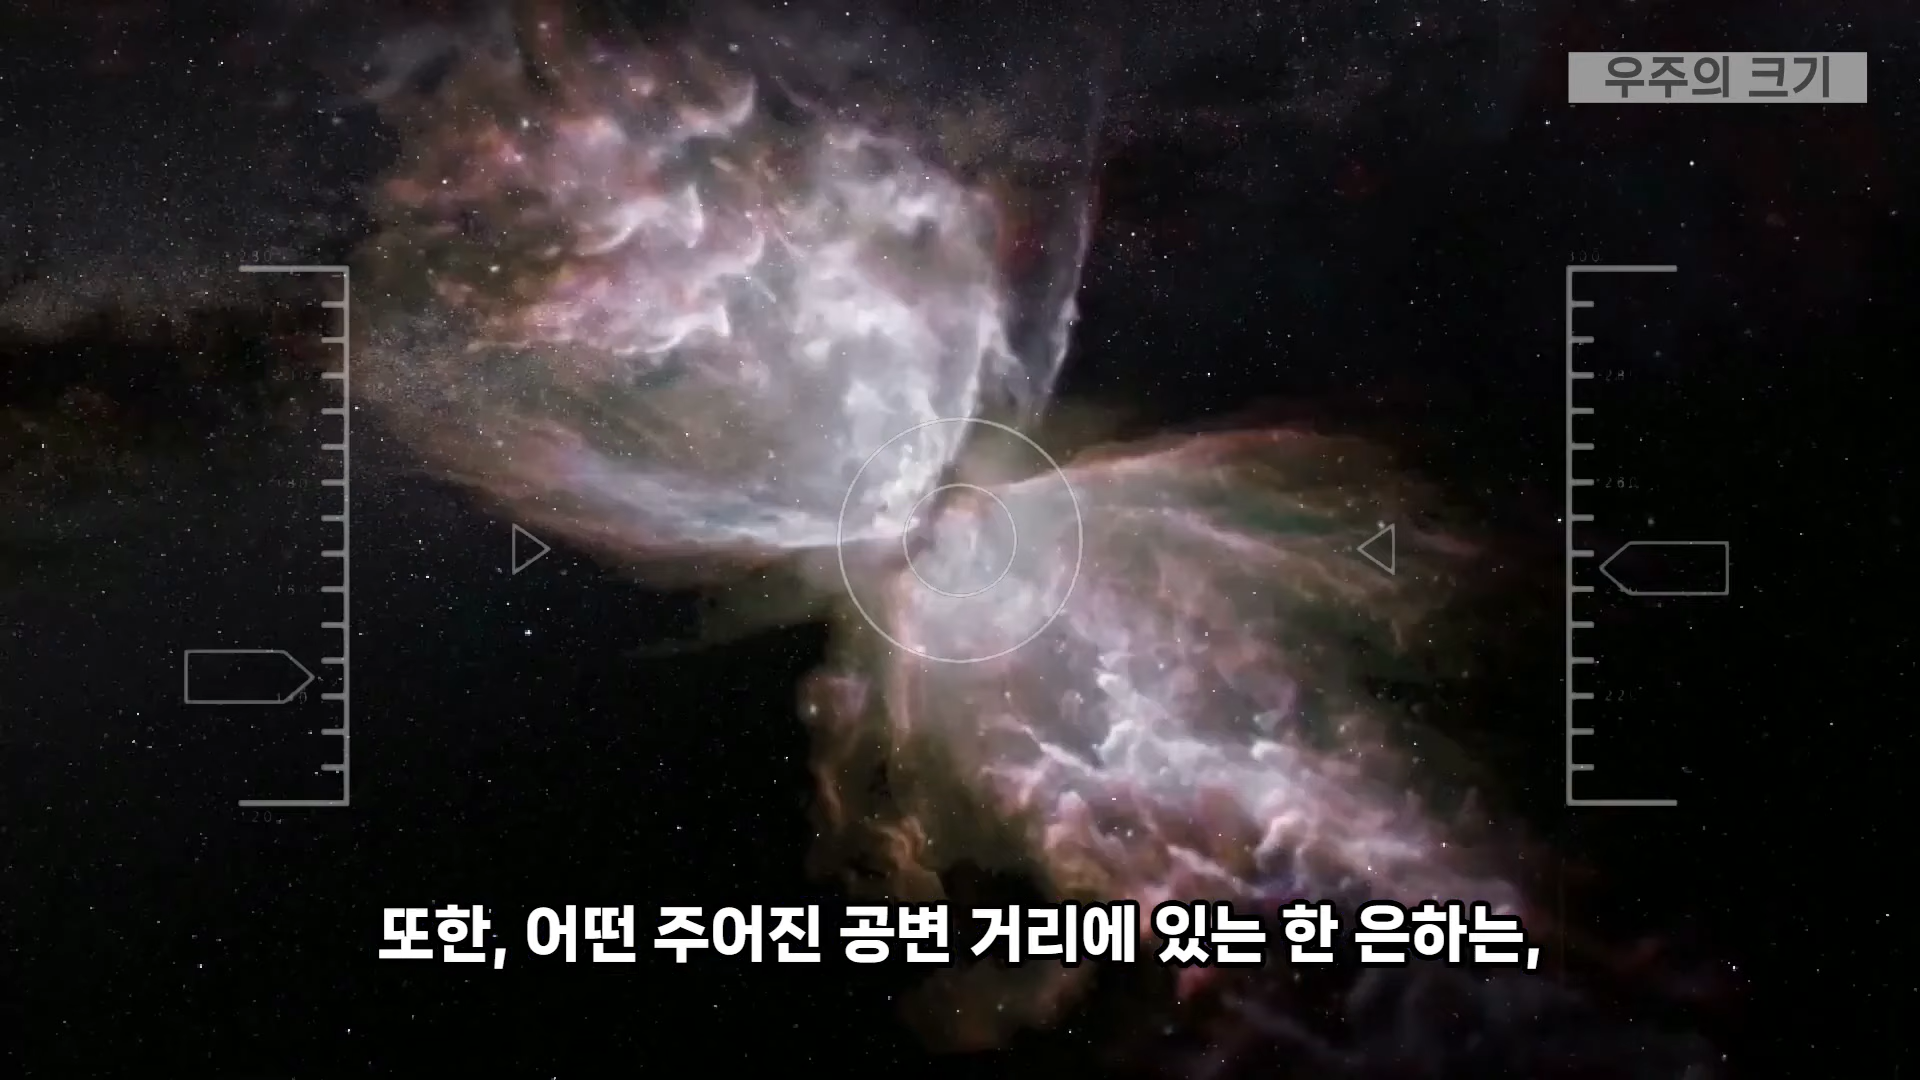 우주의 크기
또한, 어떤 주어진 공변 거리에 있는 한 은하는,